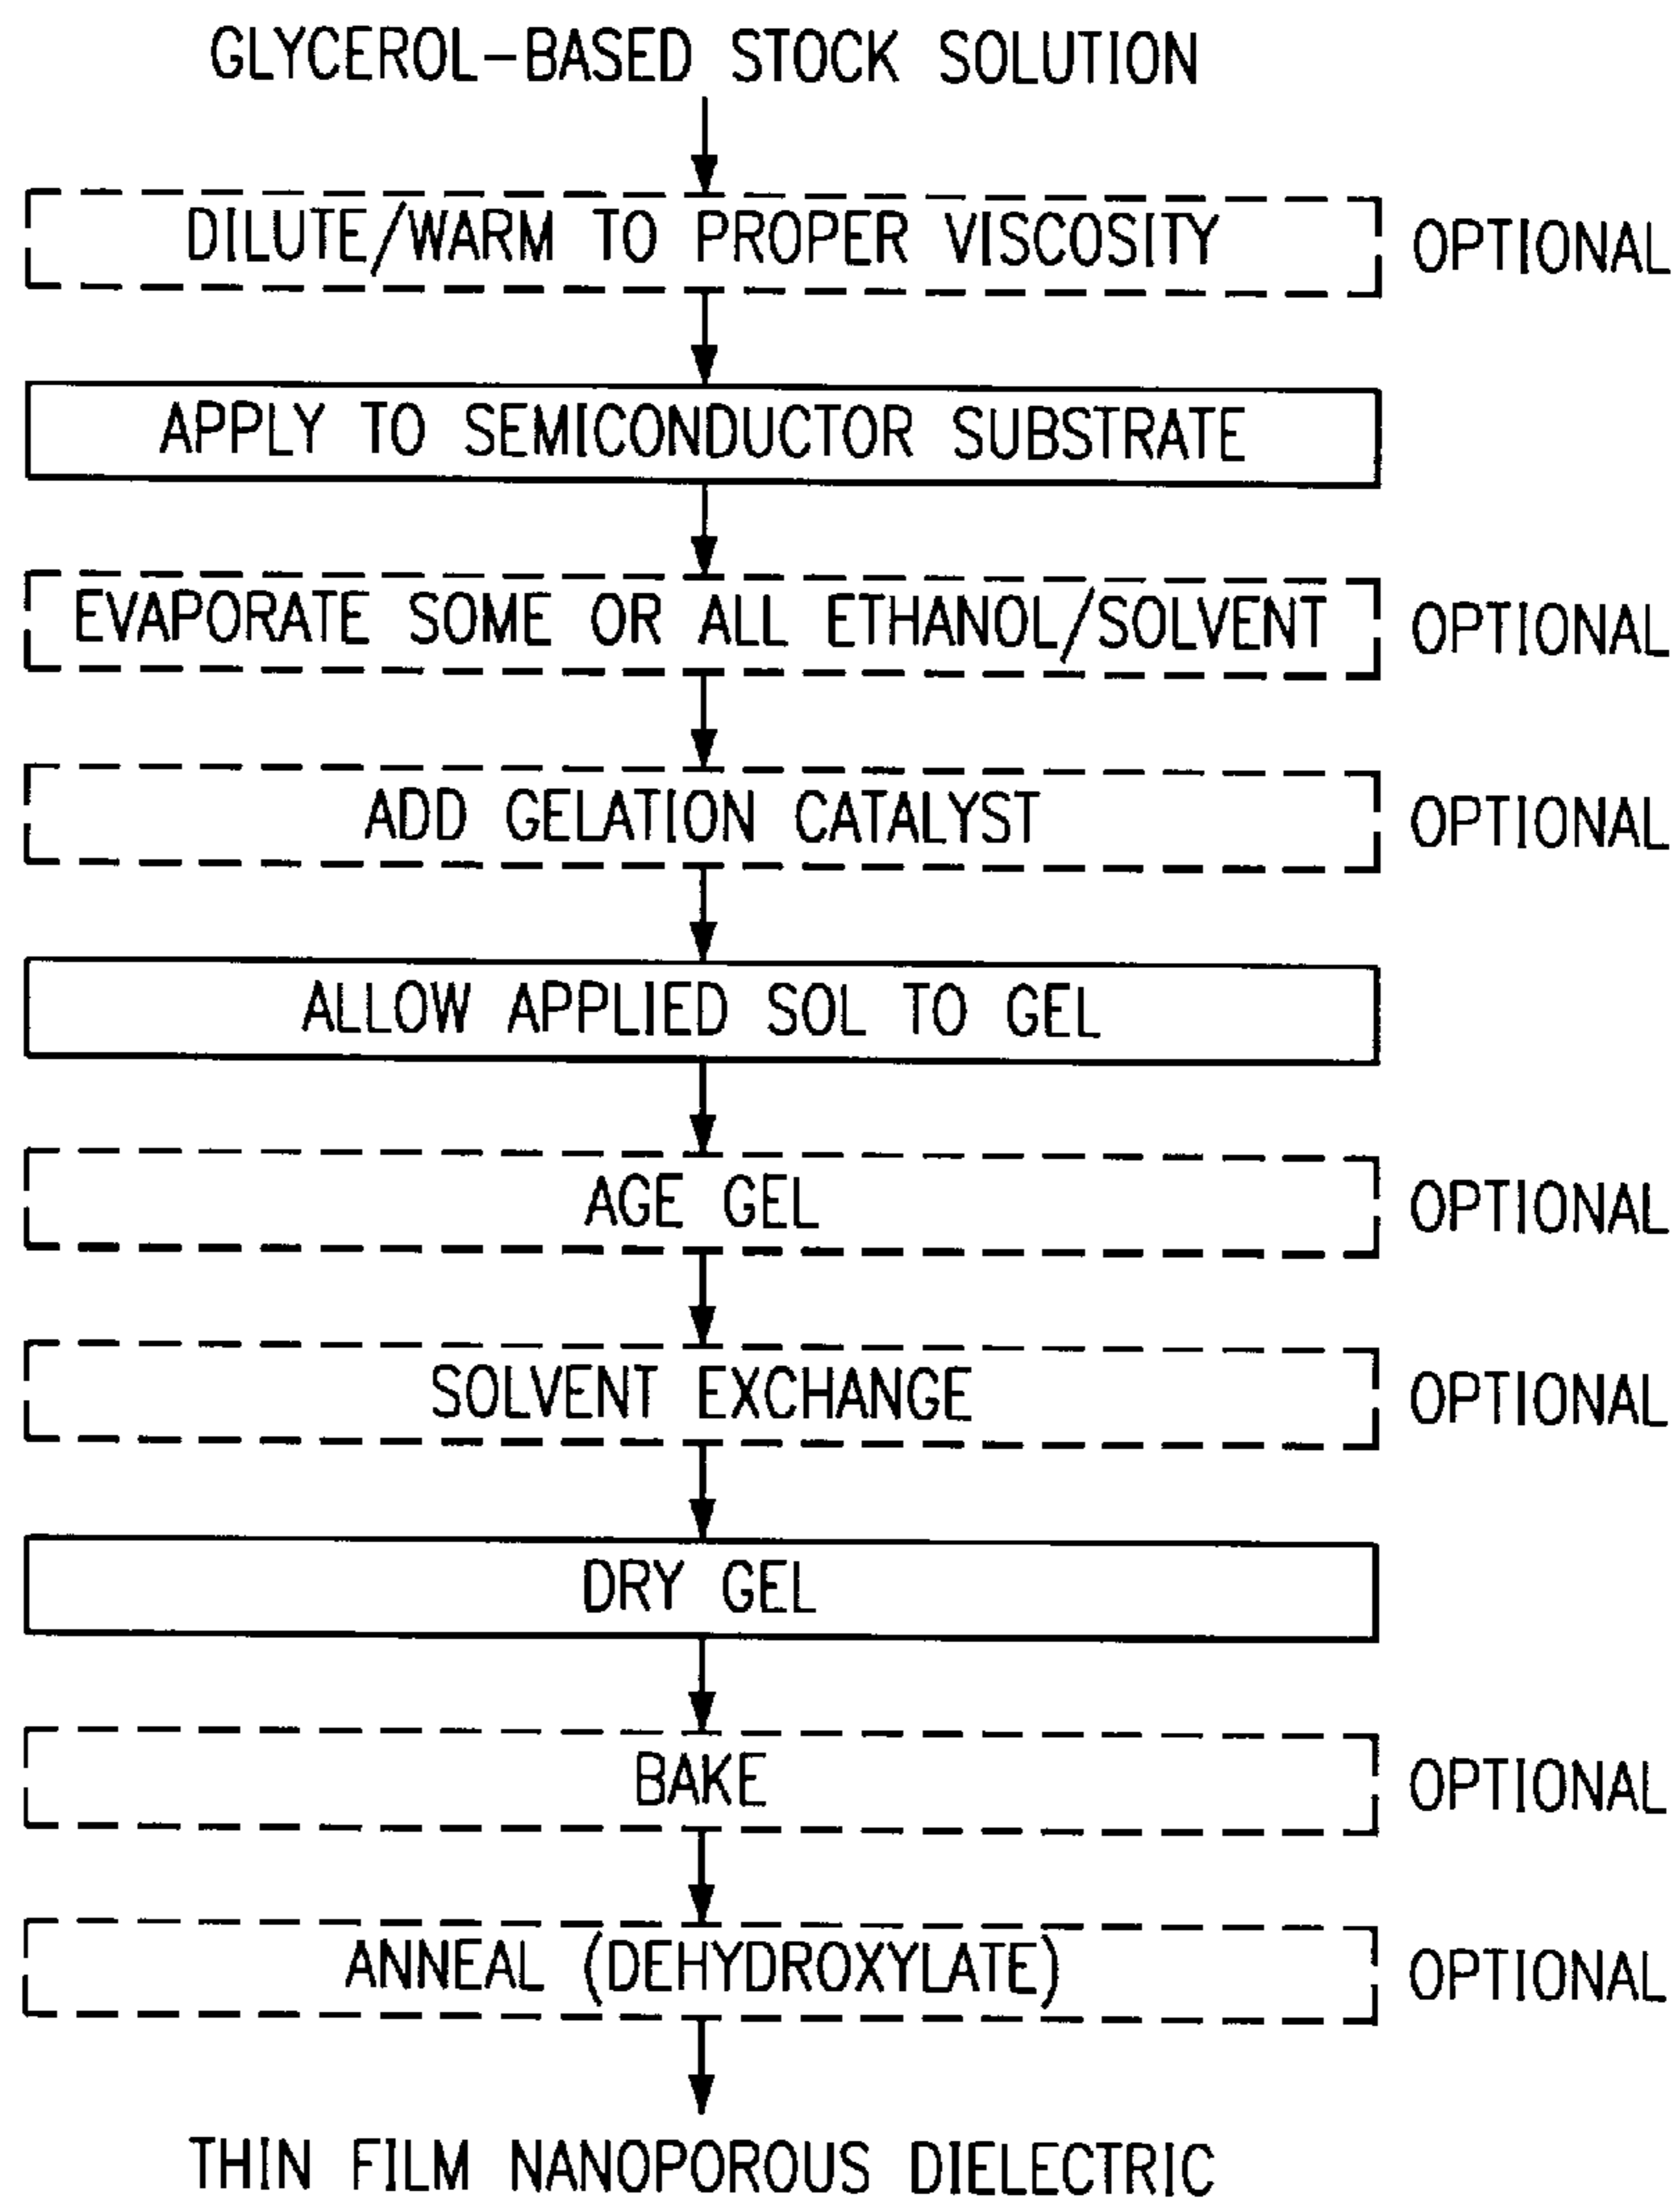 GLYCEROL-BASED STOCK SOLUTION
DILUTE/WARM TO PROPER VISCOSITY OPTIONAL
APPLY TO SEMICONDUCTOR SUBSTRATE
EVAPORATE SOME OR ALL ETHANOL/SOLVENT OPTIONAL
ADD GELATION CATALYST OPTIONAL
ALLOW APPLIED SOL TO GEL
AGE GEL OPTIONAL
SOLVENT EXCHANGE OPTIONAL
DRY GEL
BAKE OPTIONAL
ANNEAL (DEHYDROXYLATE) OPTIONAL
THIN FILM NANOPOROUS DIELECTRIC